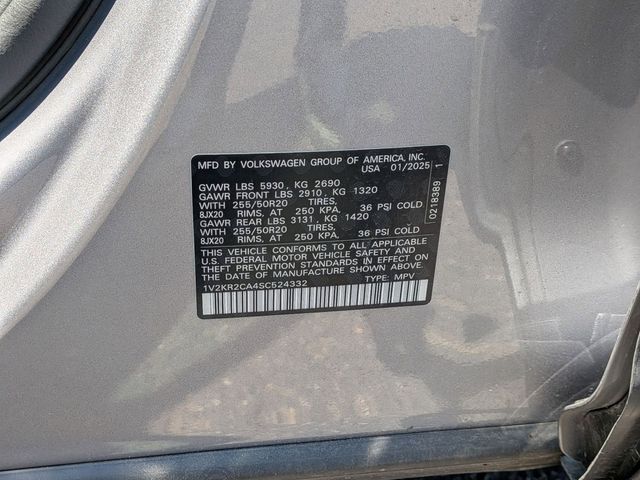 MFD BY VOLKSWAGEN GROUP OF AMERICA, INC.
USA 01/2025
GVWR LBS 5930, KG 2690
GAWR FRONT LBS 2910, KG 1320
WITH 255/50R20 TIRES,
8JX20 RIMS, AT 250 KPA, 36 PSI COLD
GAWR REAR LBS 3131, KG 1420
WITH 255/50R20 TIRES,
8JX20 RIMS, AT 250 KPA, 36 PSI COLD
THIS VEHICLE CONFORMS TO ALL APPLICABLE
U.S. FEDERAL MOTOR VEHICLE SAFETY AND
THEFT PREVENTION STANDARDS IN EFFECT ON
THE DATE OF MANUFACTURE SHOWN ABOVE.
1V2KR2CA4SC524332 TYPE: MPV
0218389 1